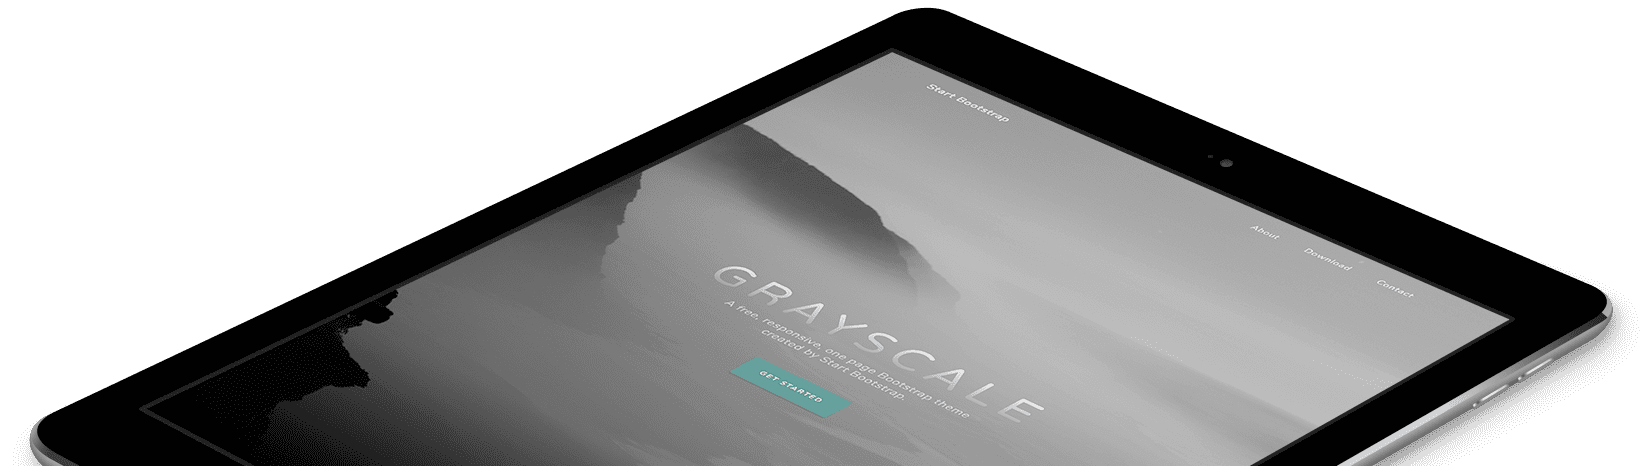 Start Bootstrap
About
Download
Contact
GRAYSCALE
A free, responsive, one page Bootstrap theme
created by Start Bootstrap.
GET STARTED